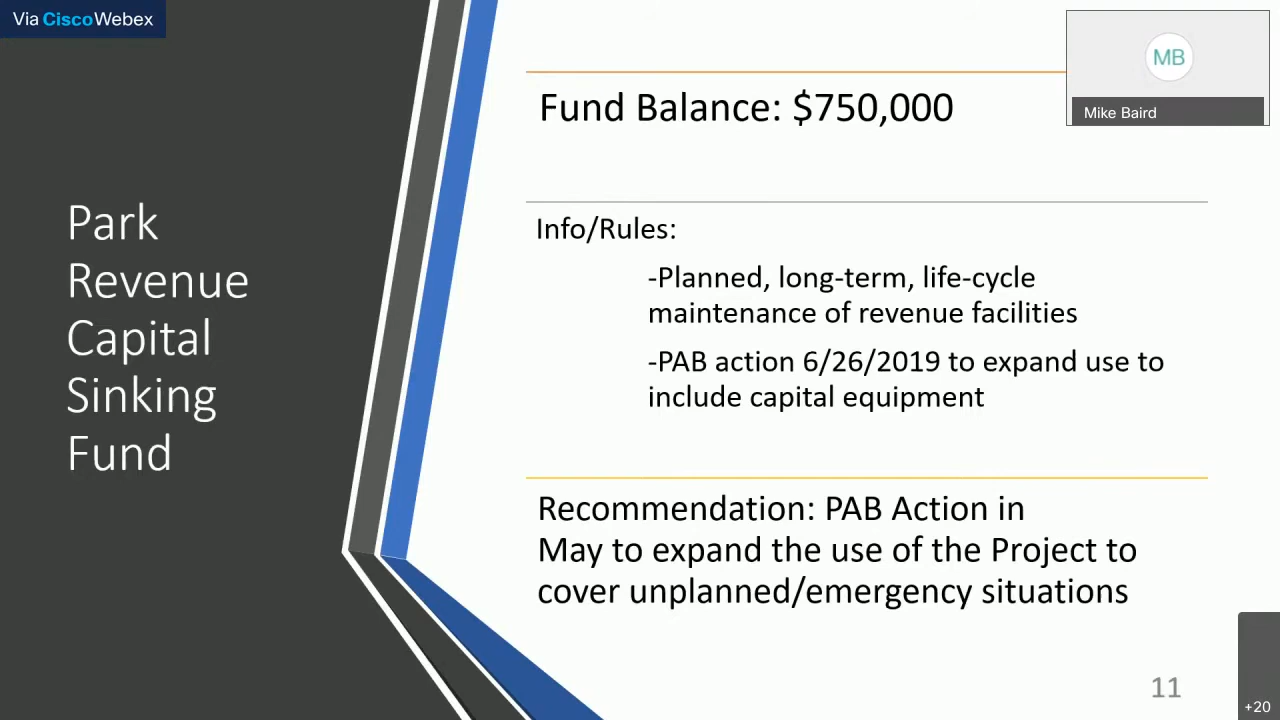 Via CiscoWebex
MB
Mike Baird
Park
Revenue
Capital
Sinking
Fund
Fund Balance: $750,000
Info/Rules:
-Planned, long-term, life-cycle
maintenance of revenue facilities
-PAB action 6/26/2019 to expand use to
include capital equipment
Recommendation: PAB Action in
May to expand the use of the Project to
cover unplanned/emergency situations
11
+20